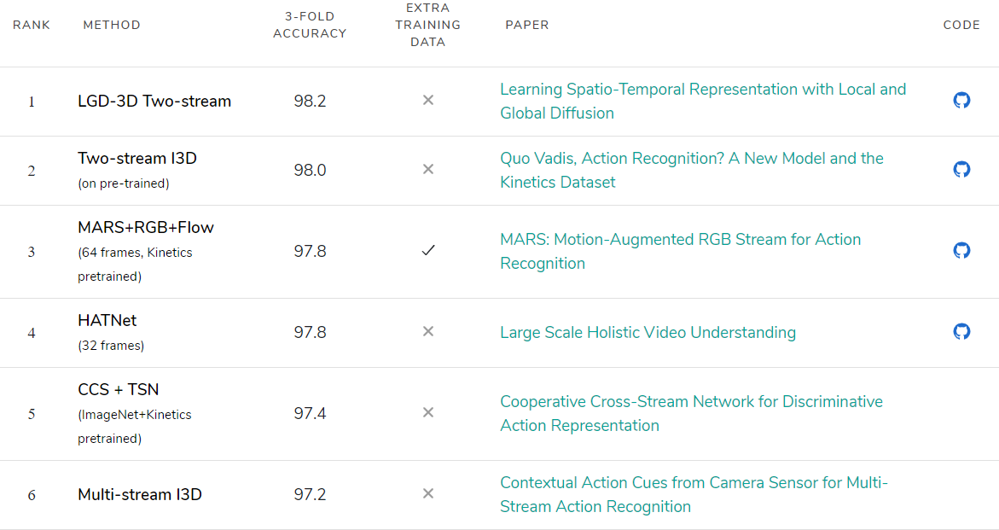 RANK METHOD 3-FOLD ACCURACY EXTRA TRAINING DATA PAPER CODE
1 LGD-3D Two-stream 98.2 × Learning Spatio-Temporal Representation with Local and
Global Diffusion
2 Two-stream I3D (on pre-trained) 98.0 × Quo Vadis, Action Recognition? A New Model and the
Kinetics Dataset
3 MARS+RGB+Flow (64 frames, Kinetics pretrained) 97.8 ✓ MARS: Motion-Augmented RGB Stream for Action
Recognition
4 HATNet (32 frames) 97.8 × Large Scale Holistic Video Understanding
5 CCS + TSN (ImageNet+Kinetics pretrained) 97.4 × Cooperative Cross-Stream Network for Discriminative
Action Representation
6 Multi-stream I3D 97.2 × Contextual Action Cues from Camera Sensor for Multi-
Stream Action Recognition